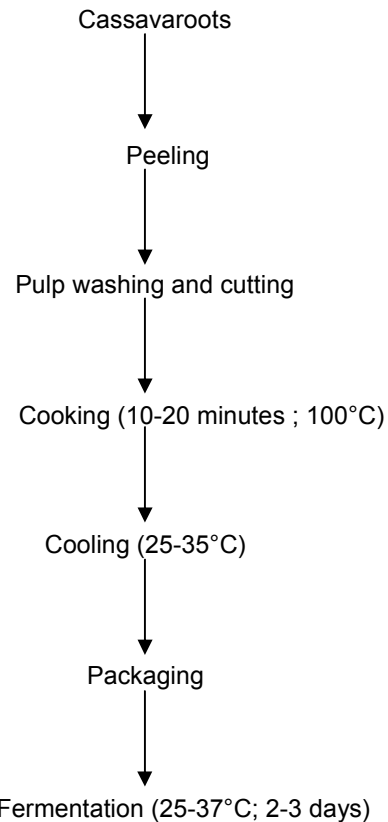 Cassavaroots
Peeling
Pulp washing and cutting
Cooking (10-20 minutes ; 100°C)
Cooling (25-35°C)
Packaging
Fermentation (25-37°C; 2-3 days)